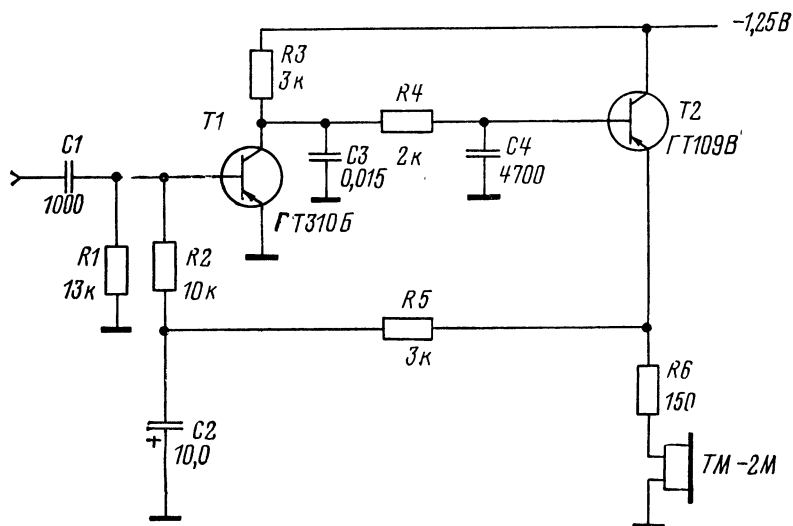 -1,25В
R3
3к
R4
2к
T1
T2
ГТ109В
C1
1000
C3
0,015
C4
4700
ГТ310Б
R1
13к
R2
10к
R5
3к
R6
150
C2
10,0
+
ТМ-2М